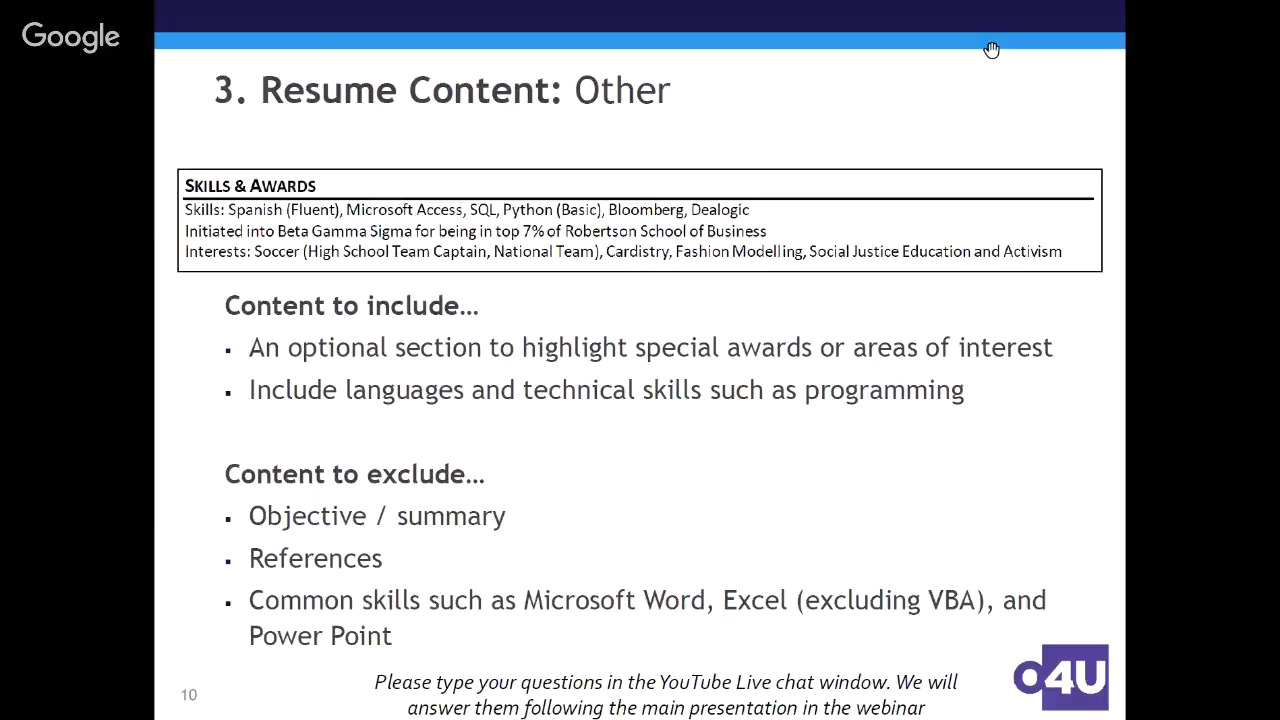 Google
3. Resume Content: Other
SKILLS & AWARDS
Skills: Spanish (Fluent), Microsoft Access, SQL, Python (Basic), Bloomberg, Dealogic
Initiated into Beta Gamma Sigma for being in top 7% of Robertson School of Business
Interests: Soccer (High School Team Captain, National Team), Cardistry, Fashion Modelling, Social Justice Education and Activism
Content to include…
▪ An optional section to highlight special awards or areas of interest
▪ Include languages and technical skills such as programming
Content to exclude…
▪ Objective / summary
▪ References
▪ Common skills such as Microsoft Word, Excel (excluding VBA), and
Power Point
10
Please type your questions in the YouTube Live chat window. We will
answer them following the main presentation in the webinar
o4U